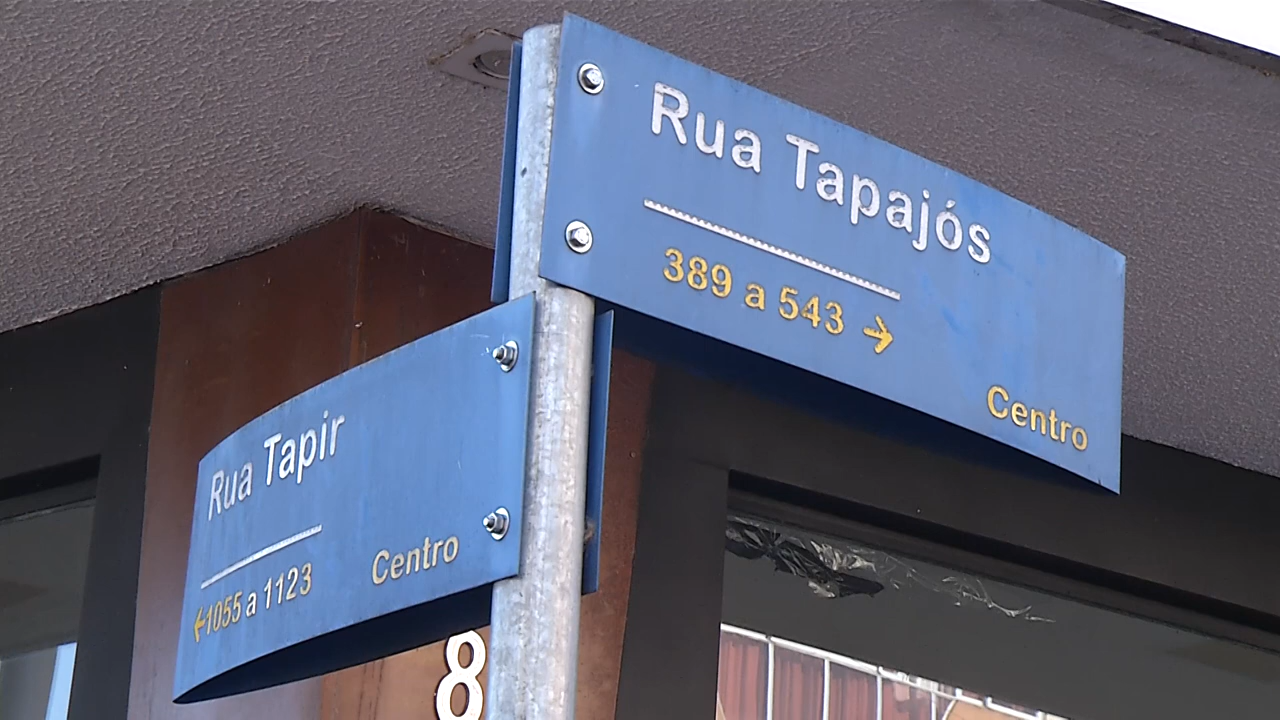 Rua Tapajós
389 a 543 →
Centro
Rua Tapir
←1055 a 1123
Centro
8